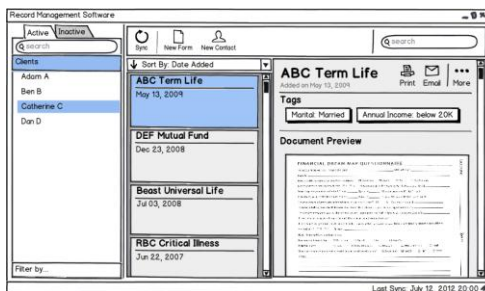 Record Management Software
Active
Inactive
search
Clients
Adam A
Ben B
Catherine C
Dan D
Filter by...
Sync
New Form
New Contact
search
Sort By: Date Added
ABC Term Life
May 13, 2009
DEF Mutual Fund
Dec 23, 2008
Beast Universal Life
Jul 03, 2008
RBC Critical Illness
Jun 22, 2007
ABC Term Life
Added on May 13, 2009
Print
Email
More
Tags
Marital: Married
Annual Income: below 20K
Document Preview
FINANCIAL DREAM MAP QUESTIONNAIRE
Last Sync: July 12, 2012 20:00